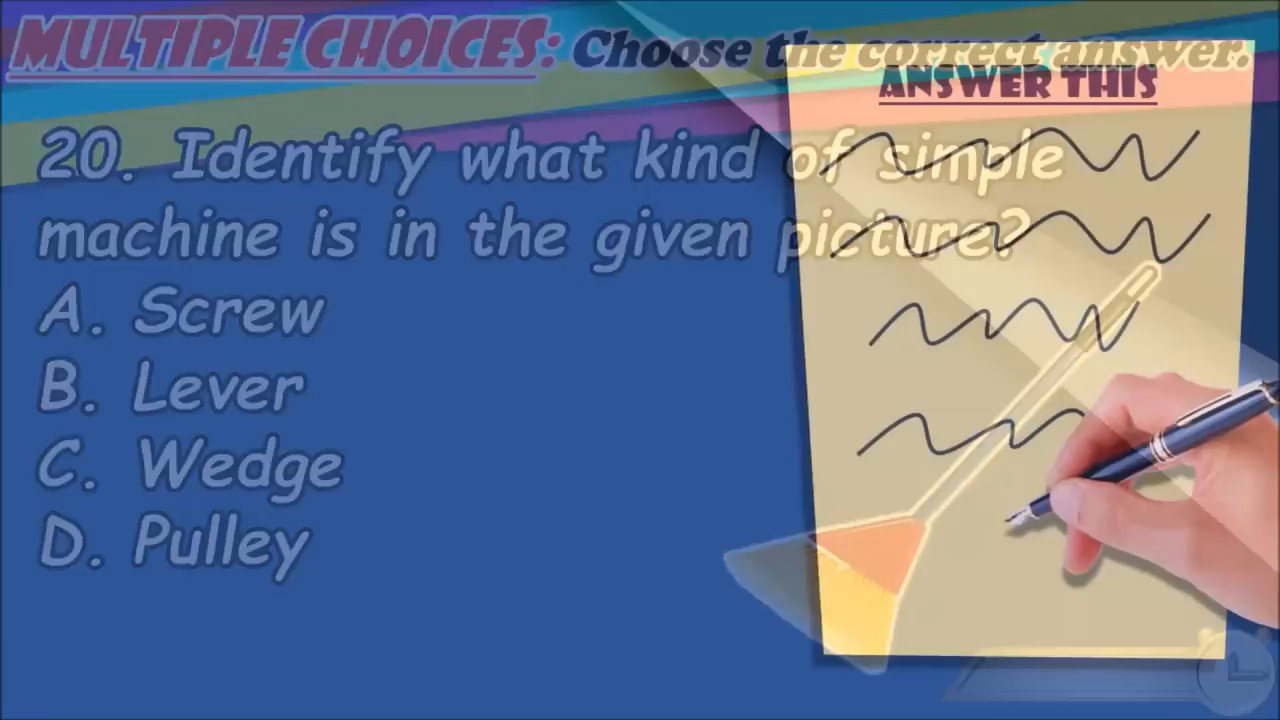 MULTIPLE CHOICES: Choose the correct answer.
ANSWER THIS
20. Identify what kind of simple
machine is in the given picture?
A. Screw
B. Lever
C. Wedge
D. Pulley